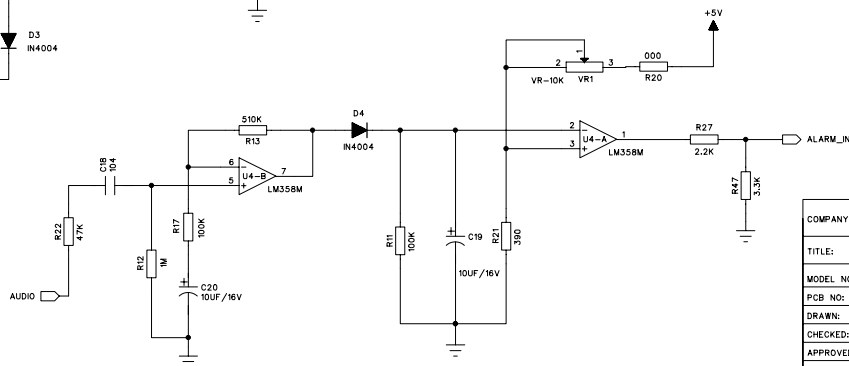 D3
IN4004
+5V
1
000
2
3
VR-10K
VR1
R20
510K
R13
D4
IN4004
2
-
U4-A
1
3
+
LM358M
R27
2.2K
ALARM_IN
C18
104
6
-
U4-B
7
5
+
LM358M
R47
3.3K
R22
47K
R17
100K
R12
1M
R11
100K
+
C19
10UF/16V
R21
390
+
C20
10UF/16V
AUDIO
COMPANY
TITLE:
MODEL NO
PCB NO:
DRAWN:
CHECKED:
APPROVED